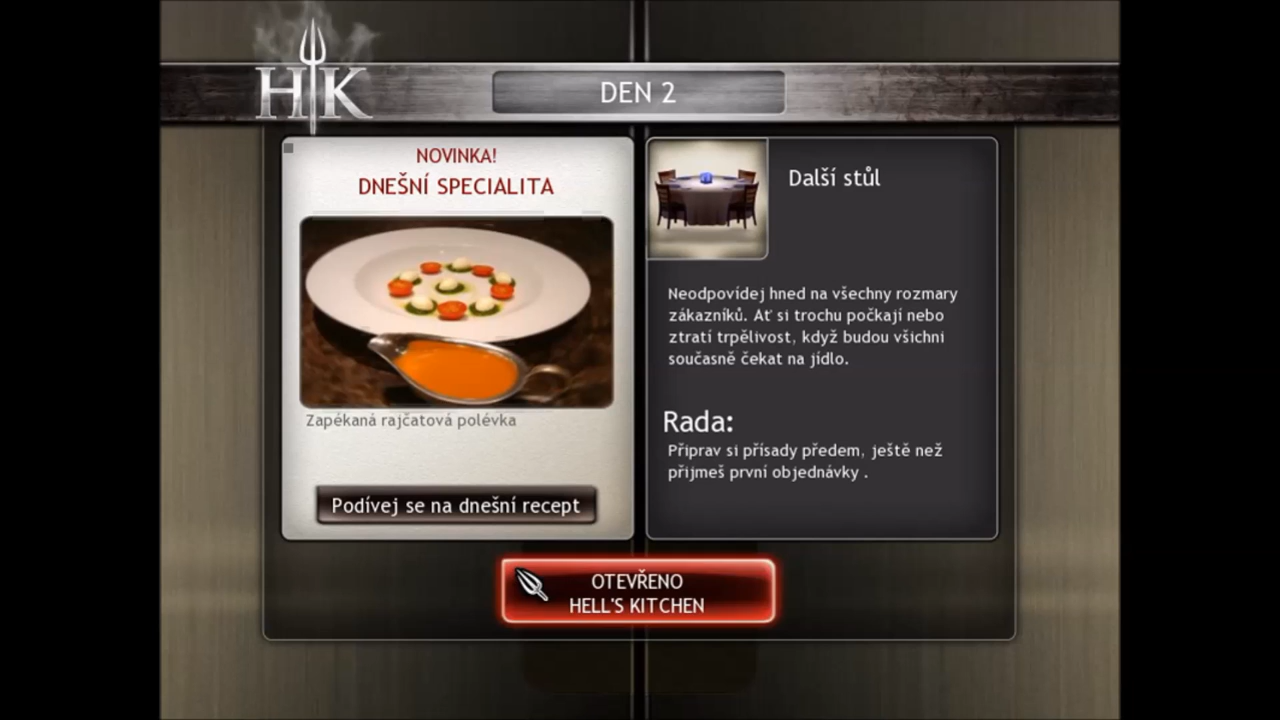 HK
DEN 2
NOVINKA!
DNEŠNÍ SPECIALITA
Zapékaná rajčatová polévka
Podívej se na dnešní recept
Další stůl
Neodpovídej hned na všechny rozmary
zákazníků. Ať si trochu počkají nebo
ztratí trpělivost, když budou všichni
současně čekat na jídlo.
Rada:
Připrav si přísady předem, ještě než
přijmeš první objednávky .
OTEVŘENO
HELL'S KITCHEN